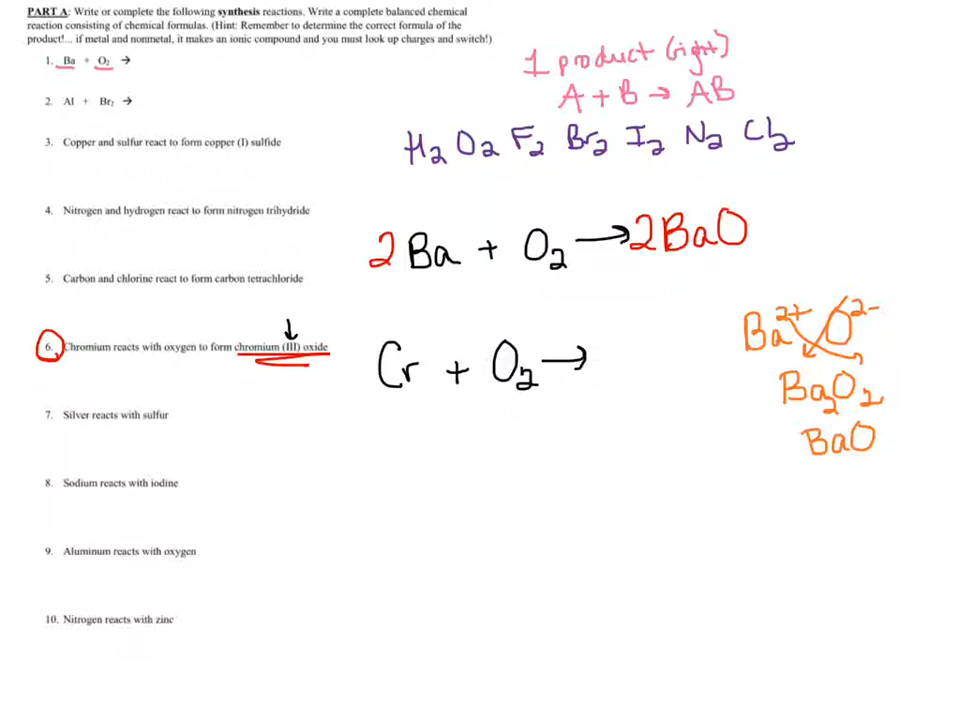 PART A: Write or complete the following synthesis reactions. Write a complete balanced chemical
reaction consisting of chemical formulas. (Hint: Remember to determine the correct formula of the
product!... if metal and nonmetal, it makes an ionic compound and you must look up charges and switch!)
1 product (right)
1. Ba + O₂ →
A + B → AB
2. Al + Br₂ →
H₂ O₂ F₂ Br₂ I₂ N₂ Cl₂
3. Copper and sulfur react to form copper (I) sulfide
4. Nitrogen and hydrogen react to form nitrogen trihydride
2Ba + O₂ → 2BaO
5. Carbon and chlorine react to form carbon tetrachloride
Ba²⁺ O²⁻
6. Chromium reacts with oxygen to form chromium (III) oxide
Cr + O₂ →
Ba₂O₂
7. Silver reacts with sulfur
BaO
8. Sodium reacts with iodine
9. Aluminum reacts with oxygen
10. Nitrogen reacts with zinc